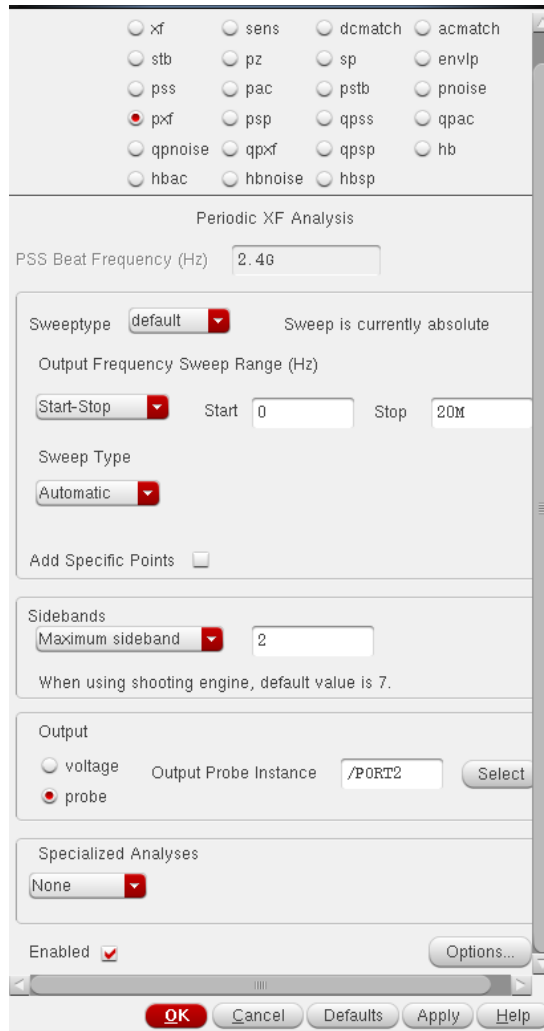 xf sens dcmatch acmatch
stb pz sp envlp
pss pac pstb pnoise
pxf psp qpss qpac
qpnoise qpxf qpsp hb
hbac hbnoise hbsp
Periodic XF Analysis
PSS Beat Frequency (Hz) 2.4G
Sweeptype default Sweep is currently absolute
Output Frequency Sweep Range (Hz)
Start-Stop Start 0 Stop 20M
Sweep Type
Automatic
Add Specific Points
Sidebands
Maximum sideband 2
When using shooting engine, default value is 7.
Output
voltage
Output Probe Instance /PORT2 Select
probe
Specialized Analyses
None
Enabled Options...
OK Cancel Defaults Apply Help